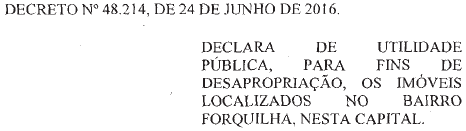 DECRETO Nº 48.214, DE 24 DE JUNHO DE 2016.
DECLARA DE UTILIDADE
PÚBLICA, PARA FINS DE
DESAPROPRIAÇÃO, OS IMÓVEIS
LOCALIZADOS NO BAIRRO
FORQUILHA, NESTA CAPITAL.